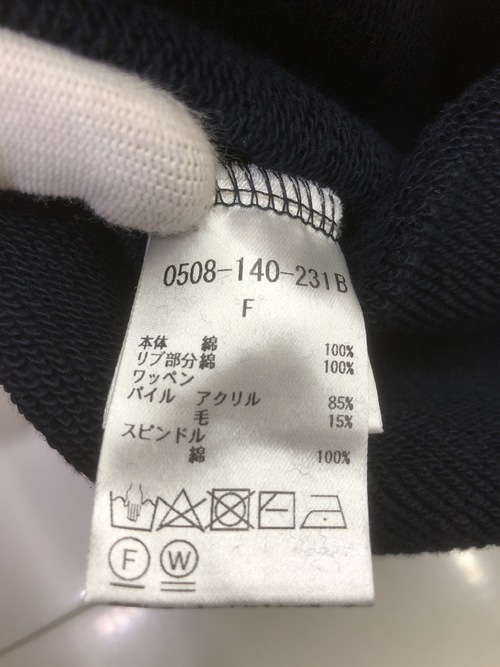 0508-140-231B
F
本体 綿 100%
リブ部分綿 100%
ワッペン
パイル アクリル 85%
毛 15%
スピンドル
綿 100%
F W